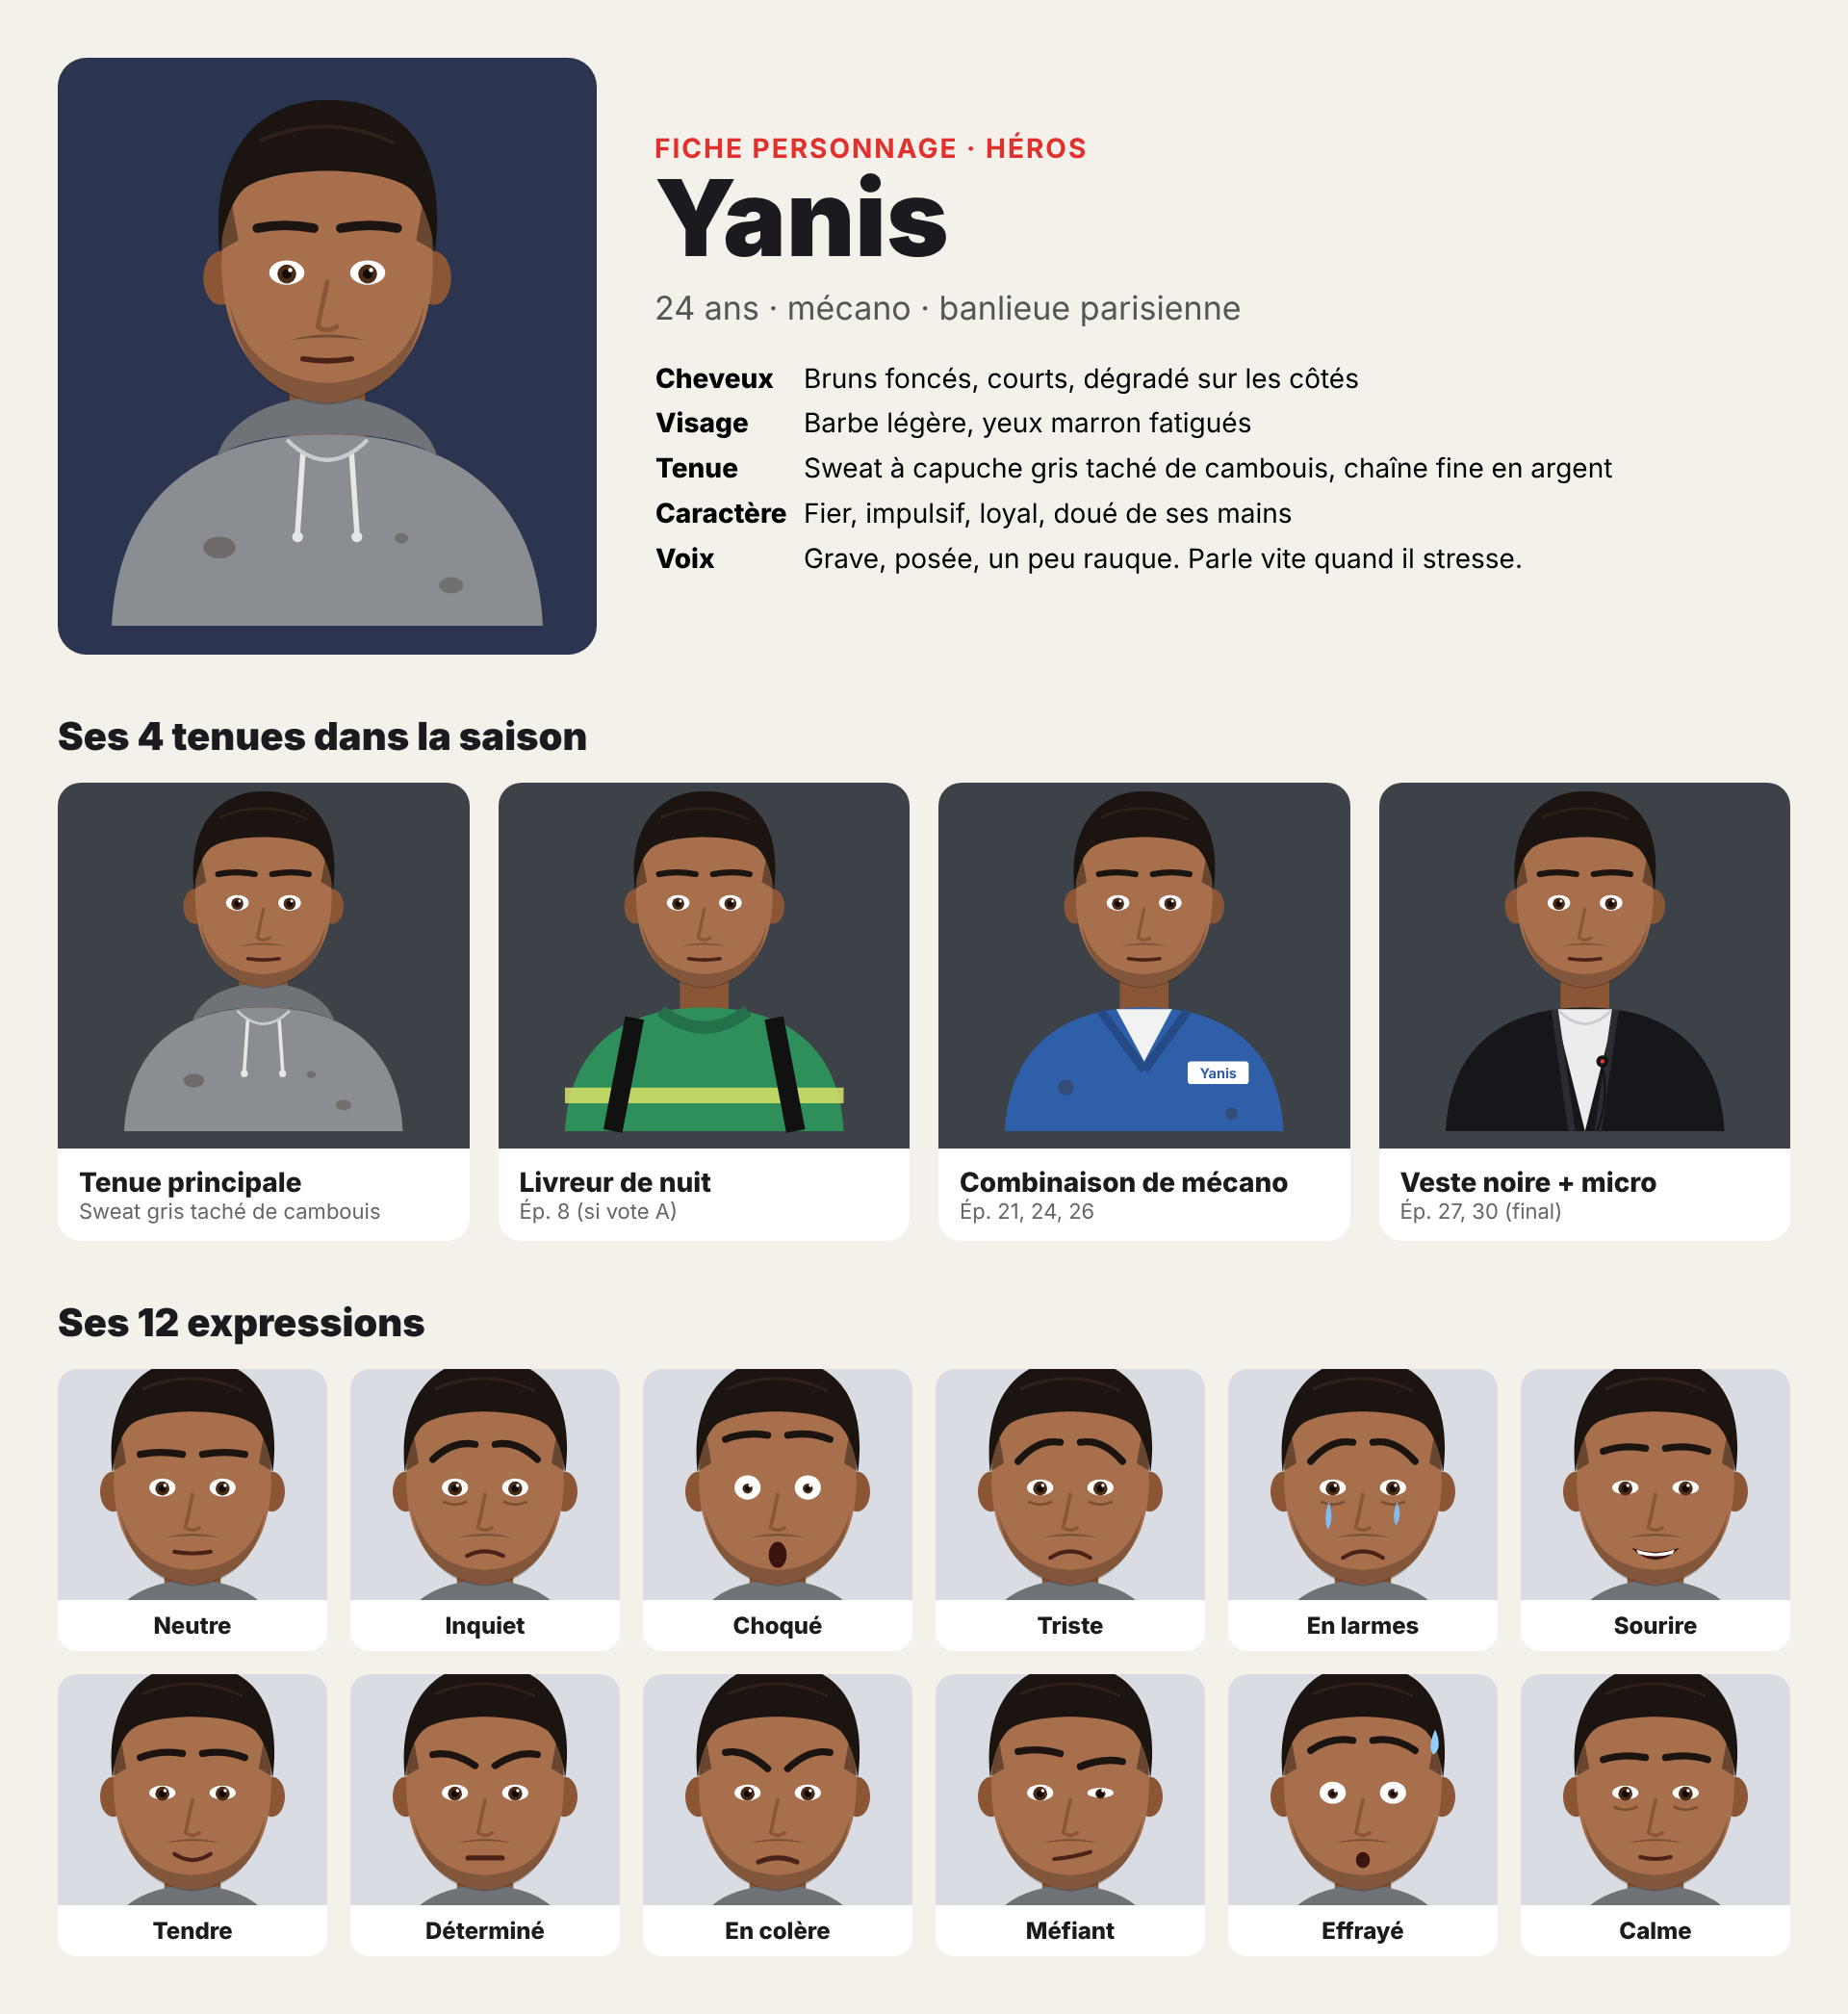 FICHE PERSONNAGE · HÉROS
Yanis
24 ans · mécano · banlieue parisienne
Cheveux Bruns foncés, courts, dégradé sur les côtés
Visage Barbe légère, yeux marron fatigués
Tenue Sweat à capuche gris taché de cambouis, chaîne fine en argent
Caractère Fier, impulsif, loyal, doué de ses mains
Voix Grave, posée, un peu rauque. Parle vite quand il stresse.
Ses 4 tenues dans la saison
Yanis
Tenue principale
Sweat gris taché de cambouis
Livreur de nuit
Ép. 8 (si vote A)
Combinaison de mécano
Ép. 21, 24, 26
Veste noire + micro
Ép. 27, 30 (final)
Ses 12 expressions
Neutre
Inquiet
Choqué
Triste
En larmes
Sourire
Tendre
Déterminé
En colère
Méfiant
Effrayé
Calme